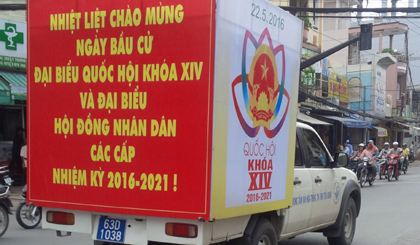 NHIỆT LIỆT CHÀO MỪNG
NGÀY BẦU CỬ
ĐẠI BIỂU QUỐC HỘI KHÓA XIV
VÀ ĐẠI BIỂU
HỘI ĐỒNG NHÂN DÂN
CÁC CẤP
NHIỆM KỲ 2016-2021 !
22.5.2016
QUỐC HỘI
KHÓA
XIV
2016-2021
63D
1038